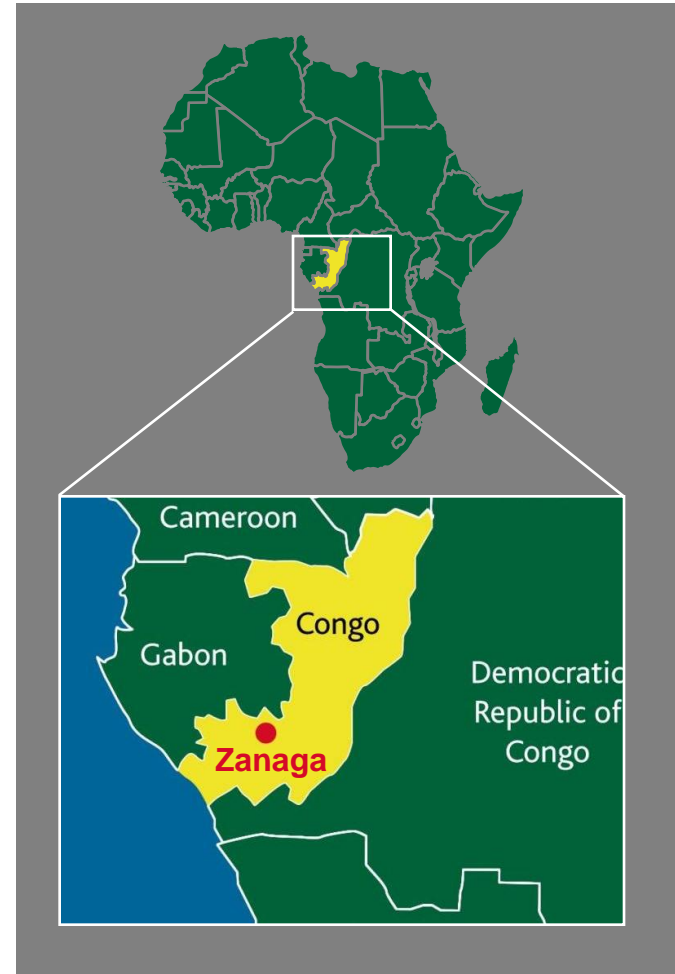 Cameroon
Congo
Gabon
Democratic
Republic of
Congo
Zanaga